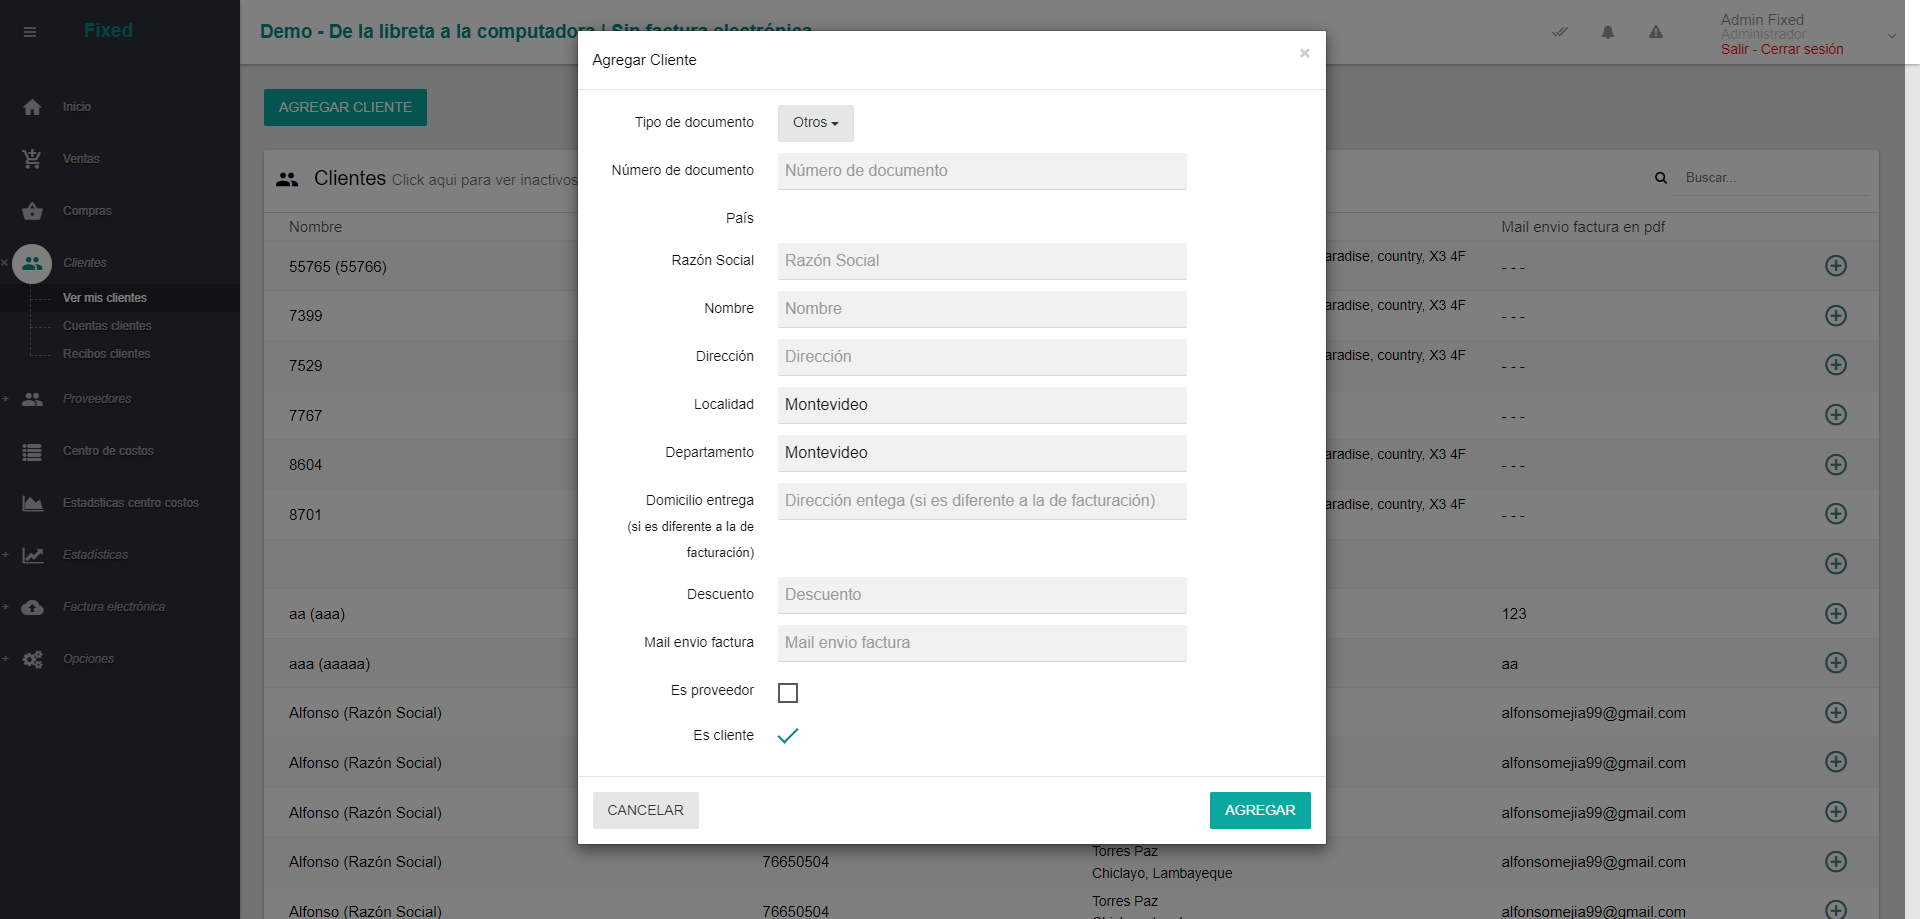 Fixed
Demo - De la libreta a la computadora | Sin factura electrónica
Admin Fixed
Administrador
Salir - Cerrar sesión
Inicio
Ventas
Compras
Clientes
Ver mis clientes
Cuentas clientes
Recibos clientes
Proveedores
Centro de costos
Estadsticas centro costos
Estadísticas
Factura electrónica
Opciones
AGREGAR CLIENTE
Clientes Click aqui para ver inactivos
Buscar...
Nombre
Mail envio factura en pdf
55765 (55766)
aradise, country, X3 4F
- - -
7399
aradise, country, X3 4F
- - -
7529
aradise, country, X3 4F
- - -
7767
- - -
8604
aradise, country, X3 4F
- - -
8701
aradise, country, X3 4F
- - -
aa (aaa)
123
aaa (aaaaa)
aa
Alfonso (Razón Social)
alfonsomejia99@gmail.com
Alfonso (Razón Social)
alfonsomejia99@gmail.com
Alfonso (Razón Social)
alfonsomejia99@gmail.com
Alfonso (Razón Social)
76650504
Torres Paz
Chiclayo, Lambayeque
alfonsomejia99@gmail.com
Alfonso (Razón Social)
76650504
Torres Paz
alfonsomejia99@gmail.com
Agregar Cliente
×
Tipo de documento
Otros
Número de documento
Número de documento
País
Razón Social
Razón Social
Nombre
Nombre
Dirección
Dirección
Localidad
Montevideo
Departamento
Montevideo
Domicilio entrega
(si es diferente a la de
facturación)
Dirección entega (si es diferente a la de facturación)
Descuento
Descuento
Mail envio factura
Mail envio factura
Es proveedor
Es cliente
CANCELAR
AGREGAR